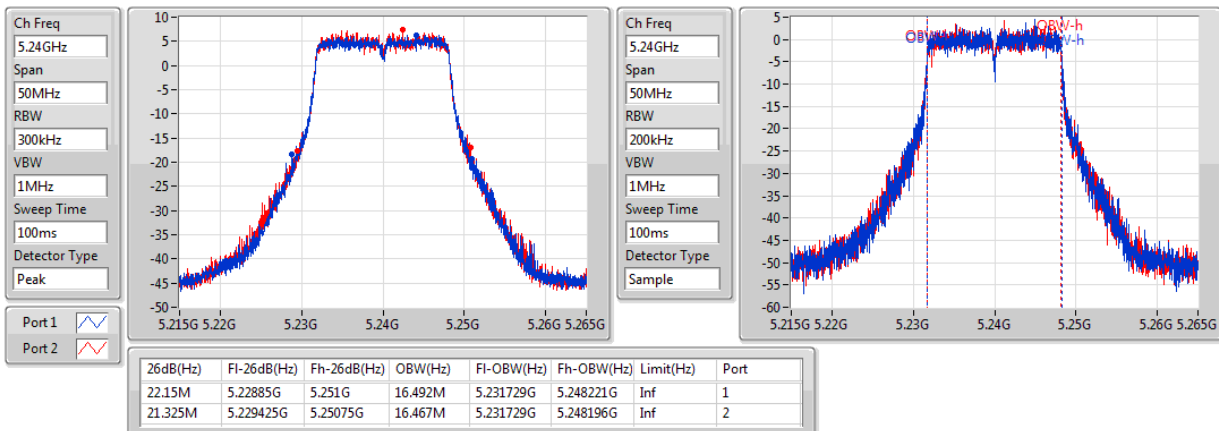 Ch Freq
5.24GHz
Span
50MHz
RBW
300kHz
VBW
1MHz
Sweep Time
100ms
Detector Type
Peak
Port 1
Port 2
10
5
0
-5
-10
-15
-20
-25
-30
-35
-40
-45
-50
5.215G 5.22G 5.23G 5.24G 5.25G 5.26G 5.265G
Ch Freq
5.24GHz
Span
50MHz
RBW
200kHz
VBW
1MHz
Sweep Time
100ms
Detector Type
Sample
5
0
-5
-10
-15
-20
-25
-30
-35
-40
-45
-50
-55
-60
OBW-h
5.215G 5.22G 5.23G 5.24G 5.25G 5.26G 5.265G
26dB(Hz) Fl-26dB(Hz) Fh-26dB(Hz) OBW(Hz) Fl-OBW(Hz) Fh-OBW(Hz) Limit(Hz) Port
22.15M 5.22885G 5.251G 16.492M 5.231729G 5.248221G Inf 1
21.325M 5.229425G 5.25075G 16.467M 5.231729G 5.248196G Inf 2